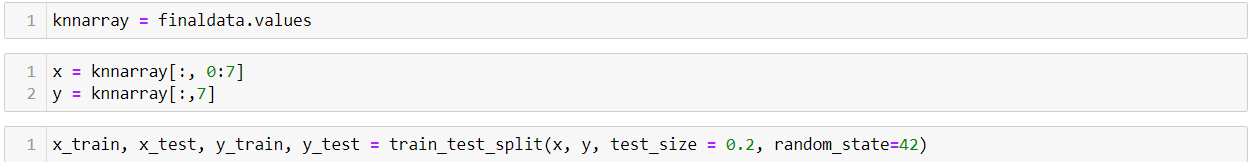 1 knnarray = finaldata.values
1 x = knnarray[:, 0:7]
2 y = knnarray[:,7]
1 x_train, x_test, y_train, y_test = train_test_split(x, y, test_size = 0.2, random_state=42)